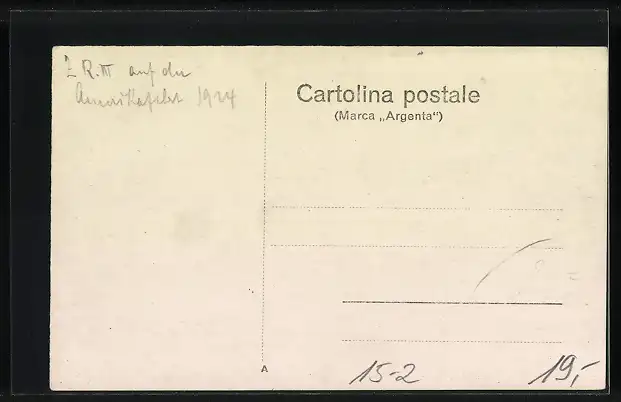 Z R.III auf der
Amerikafahrt 1924
Cartolina postale
(Marca „Argenta")
A
15-2
19,-